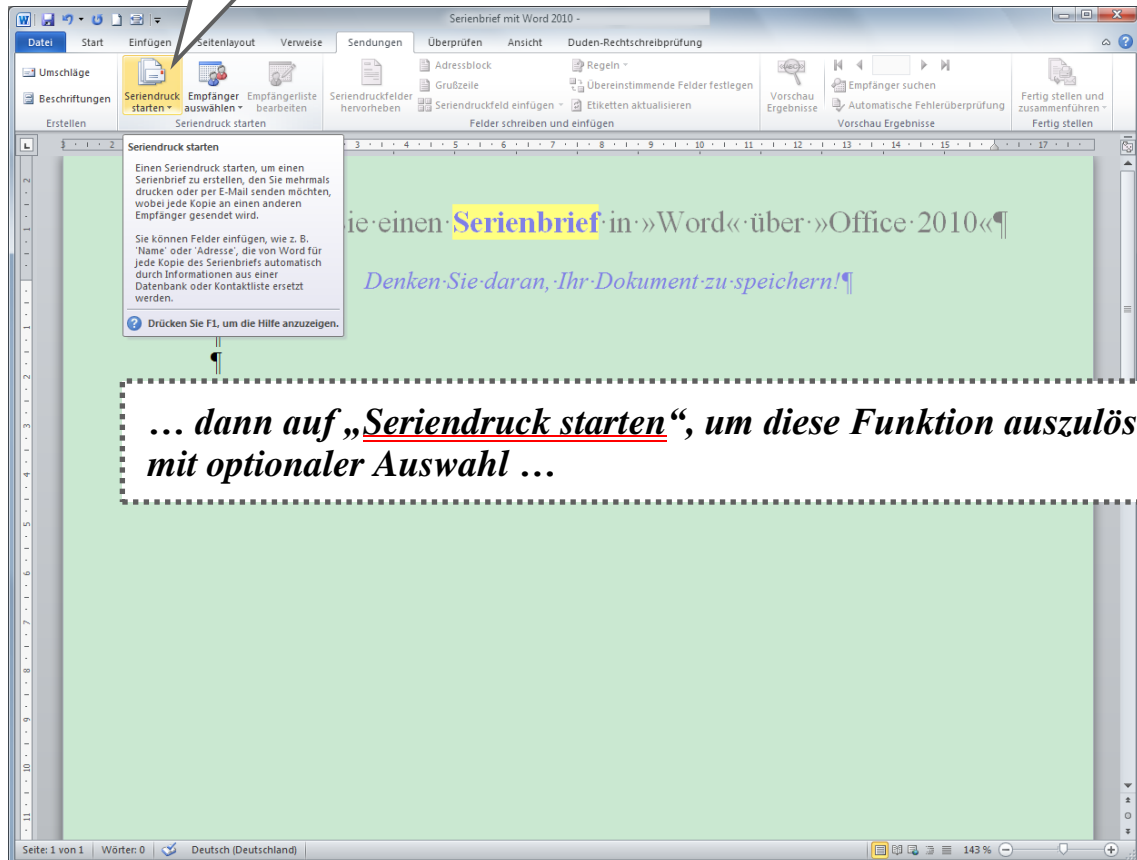 Serienbrief mit Word 2010 -
Datei Start Einfügen Seitenlayout Verweise Sendungen Überprüfen Ansicht Duden-Rechtschreibprüfung
Umschläge
Beschriftungen
Erstellen
Seriendruck starten
Empfänger auswählen
Empfängerliste bearbeiten
Seriendruck starten
Seriendruckfelder hervorheben
Adressblock
Grußzeile
Seriendruckfeld einfügen
Regeln
Übereinstimmende Felder festlegen
Etiketten aktualisieren
Felder schreiben und einfügen
Vorschau Ergebnisse
Empfänger suchen
Automatische Fehlerüberprüfung
Vorschau Ergebnisse
Fertig stellen und zusammenführen
Fertig stellen
Seriendruck starten
Einen Seriendruck starten, um einen
Serienbrief zu erstellen, den Sie mehrmals
drucken oder per E-Mail senden möchten,
wobei jede Kopie an einen anderen
Empfänger gesendet wird.
Sie können Felder einfügen, wie z. B.
'Name' oder 'Adresse', die von Word für
jede Kopie des Serienbriefs automatisch
durch Informationen aus einer
Datenbank oder Kontaktliste ersetzt
werden.
Drücken Sie F1, um die Hilfe anzuzeigen.
ie·einen·Serienbrief·in·»Word«·über·»Office·2010«¶
Denken·Sie·daran,·Ihr·Dokument·zu·speichern!¶
¶
… dann auf „Seriendruck starten“, um diese Funktion auszulös
mit optionaler Auswahl …
Seite: 1 von 1 Wörter: 0 Deutsch (Deutschland) 143 %